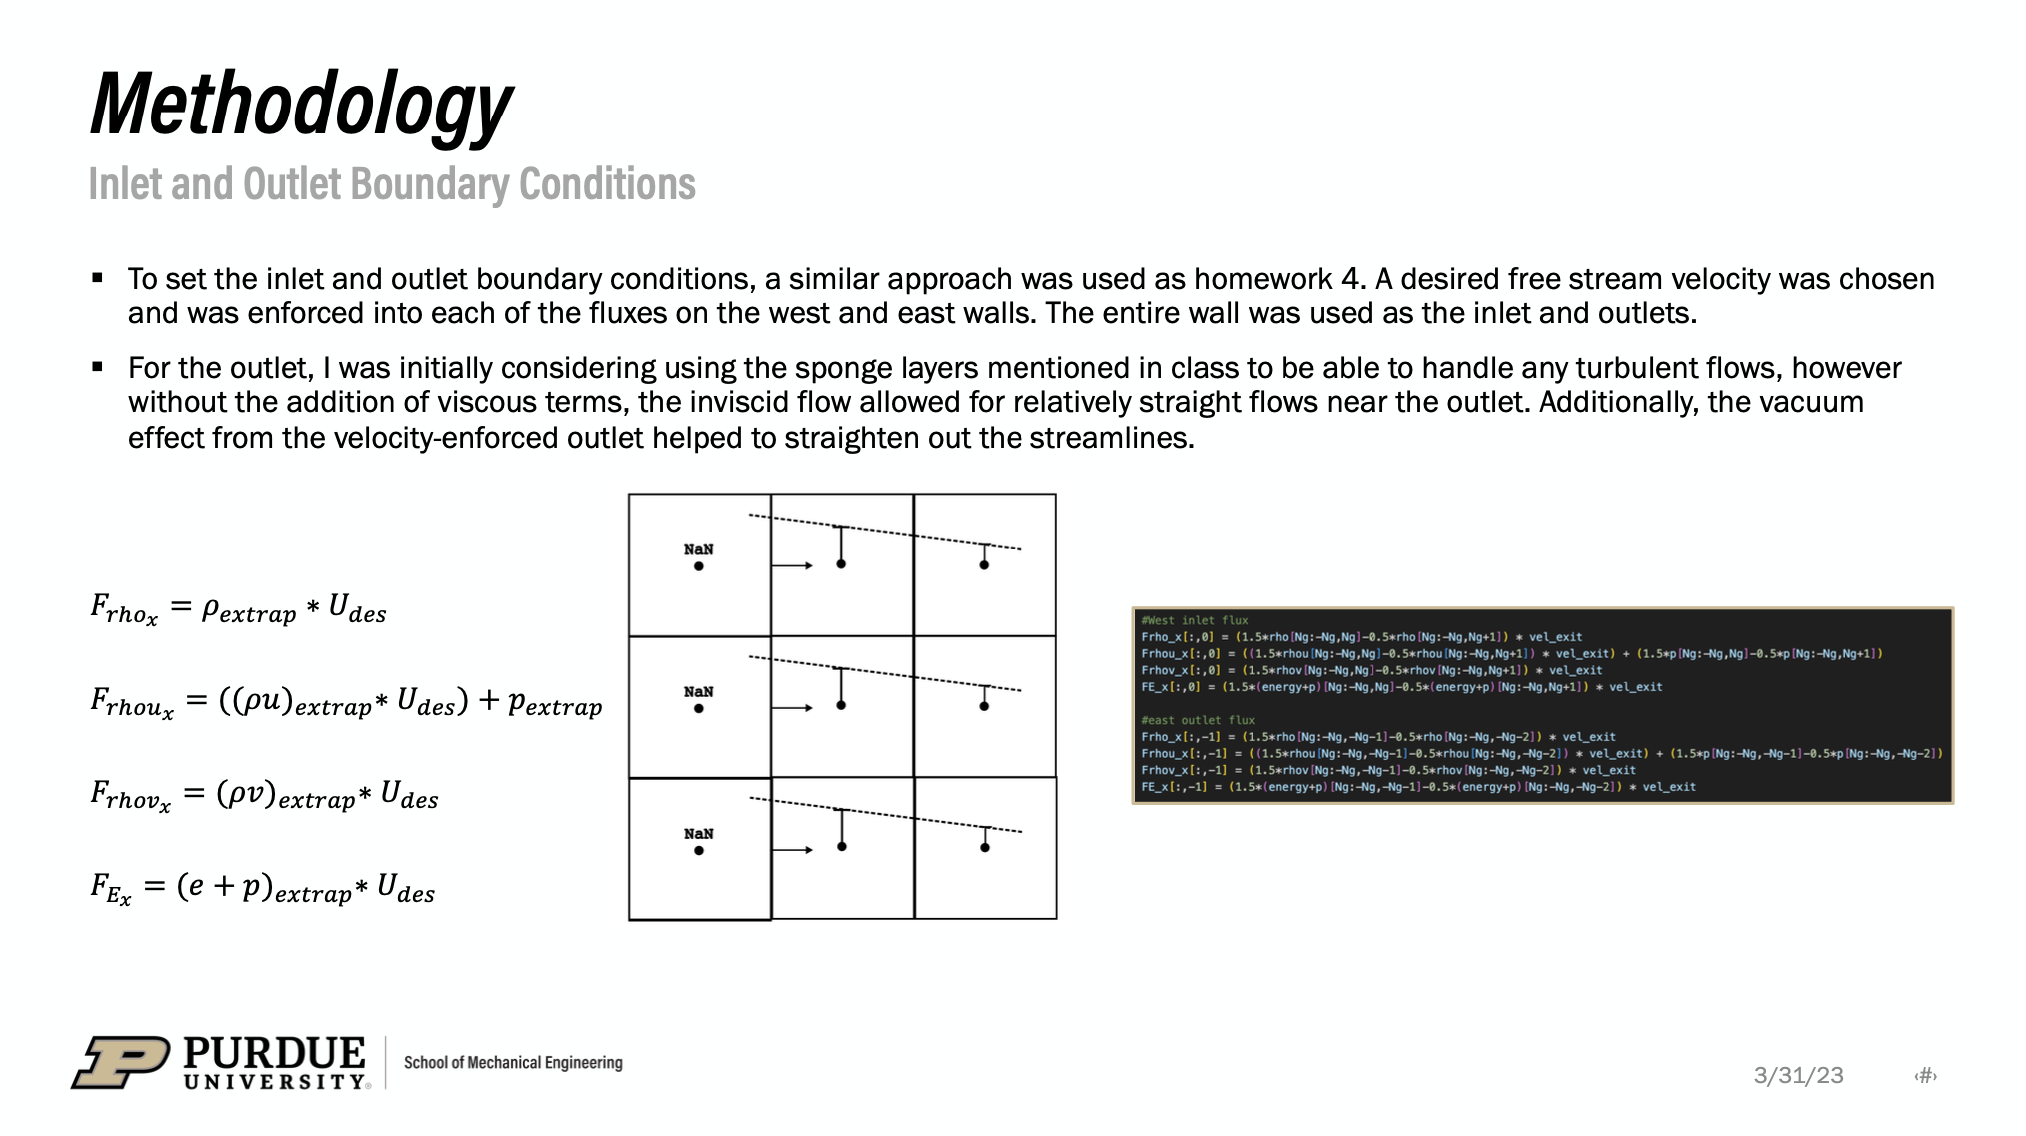 Methodology
Inlet and Outlet Boundary Conditions
▪ To set the inlet and outlet boundary conditions, a similar approach was used as homework 4. A desired free stream velocity was chosen
and was enforced into each of the fluxes on the west and east walls. The entire wall was used as the inlet and outlets.
▪ For the outlet, I was initially considering using the sponge layers mentioned in class to be able to handle any turbulent flows, however
without the addition of viscous terms, the inviscid flow allowed for relatively straight flows near the outlet. Additionally, the vacuum
effect from the velocity-enforced outlet helped to straighten out the streamlines.
F_{rho_x} = ρ_{extrap} * U_{des}
F_{rhou_x} = ((ρu)_{extrap}* U_{des}) + p_{extrap}
F_{rhov_x} = (ρv)_{extrap}* U_{des}
F_{E_x} = (e + p)_{extrap}* U_{des}
NaN
NaN
NaN
#West inlet flux
Frho_x[:,0] = (1.5*rho[Ng:-Ng,Ng]-0.5*rho[Ng:-Ng,Ng+1]) * vel_exit
Frhou_x[:,0] = ((1.5*rhou[Ng:-Ng,Ng]-0.5*rhou[Ng:-Ng,Ng+1]) * vel_exit) + (1.5*p[Ng:-Ng,Ng]-0.5*p[Ng:-Ng,Ng+1])
Frhov_x[:,0] = (1.5*rhov[Ng:-Ng,Ng]-0.5*rhov[Ng:-Ng,Ng+1]) * vel_exit
FE_x[:,0] = (1.5*(energy+p)[Ng:-Ng,Ng]-0.5*(energy+p)[Ng:-Ng,Ng+1]) * vel_exit
#east outlet flux
Frho_x[:,-1] = (1.5*rho[Ng:-Ng,-Ng-1]-0.5*rho[Ng:-Ng,-Ng-2]) * vel_exit
Frhou_x[:,-1] = ((1.5*rhou[Ng:-Ng,-Ng-1]-0.5*rhou[Ng:-Ng,-Ng-2]) * vel_exit) + (1.5*p[Ng:-Ng,-Ng-1]-0.5*p[Ng:-Ng,-Ng-2])
Frhov_x[:,-1] = (1.5*rhov[Ng:-Ng,-Ng-1]-0.5*rhov[Ng:-Ng,-Ng-2]) * vel_exit
FE_x[:,-1] = (1.5*(energy+p)[Ng:-Ng,-Ng-1]-0.5*(energy+p)[Ng:-Ng,-Ng-2]) * vel_exit
P PURDUE
UNIVERSITY®
School of Mechanical Engineering
3/31/23
‹#›